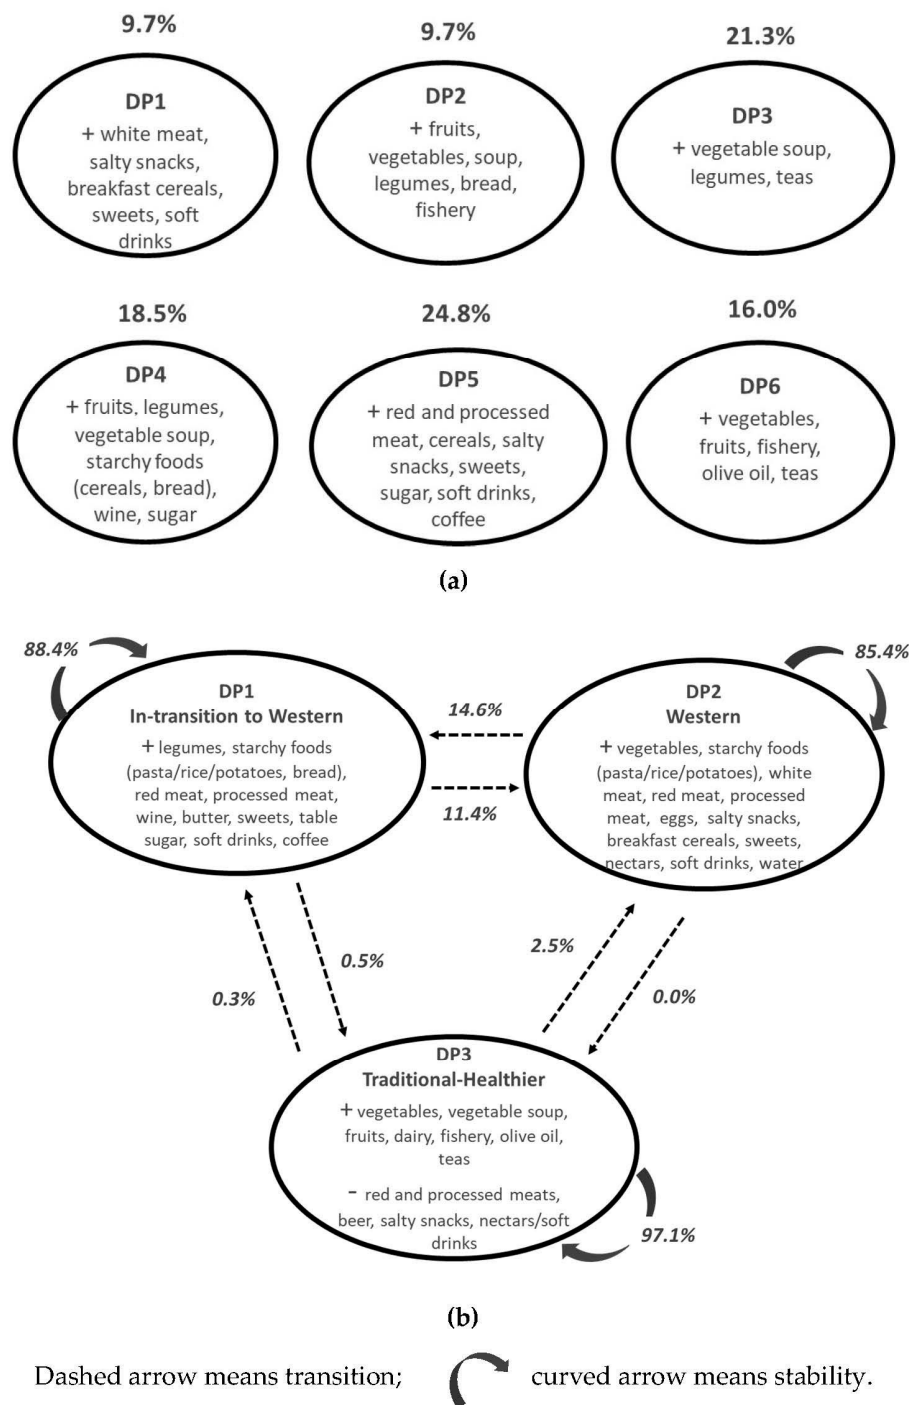 9.7%
9.7%
21.3%
DP1
+ white meat,
salty snacks,
breakfast cereals,
sweets, soft
drinks
DP2
+ fruits,
vegetables, soup,
legumes, bread,
fishery
DP3
+ vegetable soup,
legumes, teas
18.5%
24.8%
16.0%
DP4
+ fruits, legumes,
vegetable soup,
starchy foods
(cereals, bread),
wine, sugar
DP5
+ red and processed
meat, cereals, salty
snacks, sweets,
sugar, soft drinks,
coffee
DP6
+ vegetables,
fruits, fishery,
olive oil, teas
(a)
88.4%
85.4%
DP1
In-transition to Western
+ legumes, starchy foods
(pasta/rice/potatoes, bread),
red meat, processed meat,
wine, butter, sweets, table
sugar, soft drinks, coffee
14.6%
11.4%
DP2
Western
+ vegetables, starchy foods
(pasta/rice/potatoes), white
meat, red meat, processed
meat, eggs, salty snacks,
breakfast cereals, sweets,
nectars, soft drinks, water
0.3%
0.5%
2.5%
0.0%
DP3
Traditional-Healthier
+ vegetables, vegetable soup,
fruits, dairy, fishery, olive oil,
teas
- red and processed meats,
beer, salty snacks, nectars/soft
drinks
97.1%
(b)
Dashed arrow means transition; curved arrow means stability.